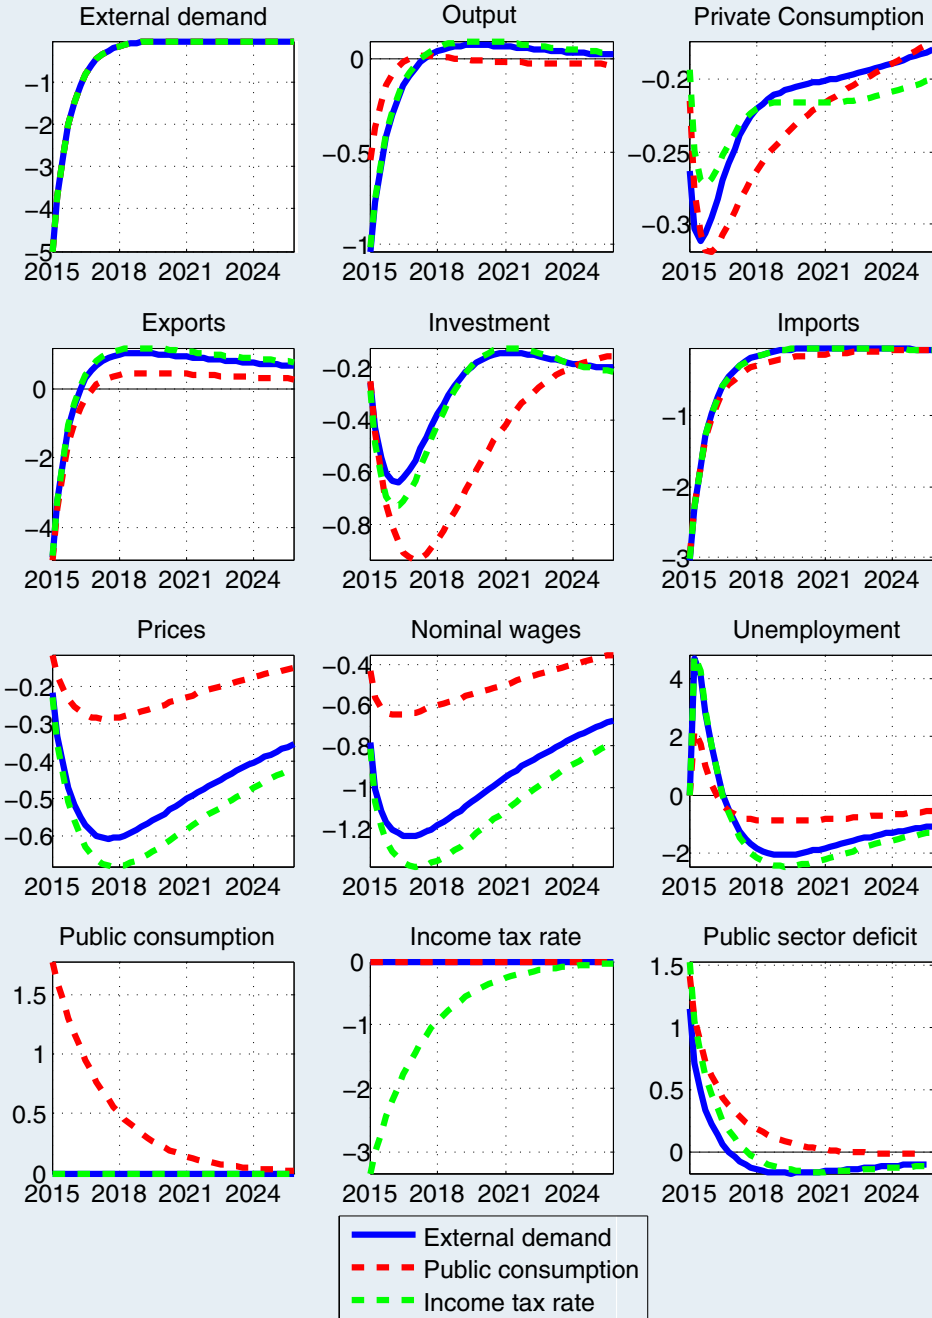 External demand
Output
Private Consumption
−1
−2
−3
−4
−5
2015 2018 2021 2024
0
−0.5
−1
2015 2018 2021 2024
−0.2
−0.25
−0.3
2015 2018 2021 2024
Exports
Investment
Imports
0
−2
−4
2015 2018 2021 2024
−0.2
−0.4
−0.6
−0.8
2015 2018 2021 2024
−1
−2
−3
2015 2018 2021 2024
Prices
Nominal wages
Unemployment
−0.2
−0.3
−0.4
−0.5
−0.6
2015 2018 2021 2024
−0.4
−0.6
−0.8
−1
−1.2
2015 2018 2021 2024
4
2
0
−2
2015 2018 2021 2024
Public consumption
Income tax rate
Public sector deficit
1.5
1
0.5
0
2015 2018 2021 2024
0
−1
−2
−3
2015 2018 2021 2024
1.5
1
0.5
0
2015 2018 2021 2024
External demand
Public consumption
Income tax rate